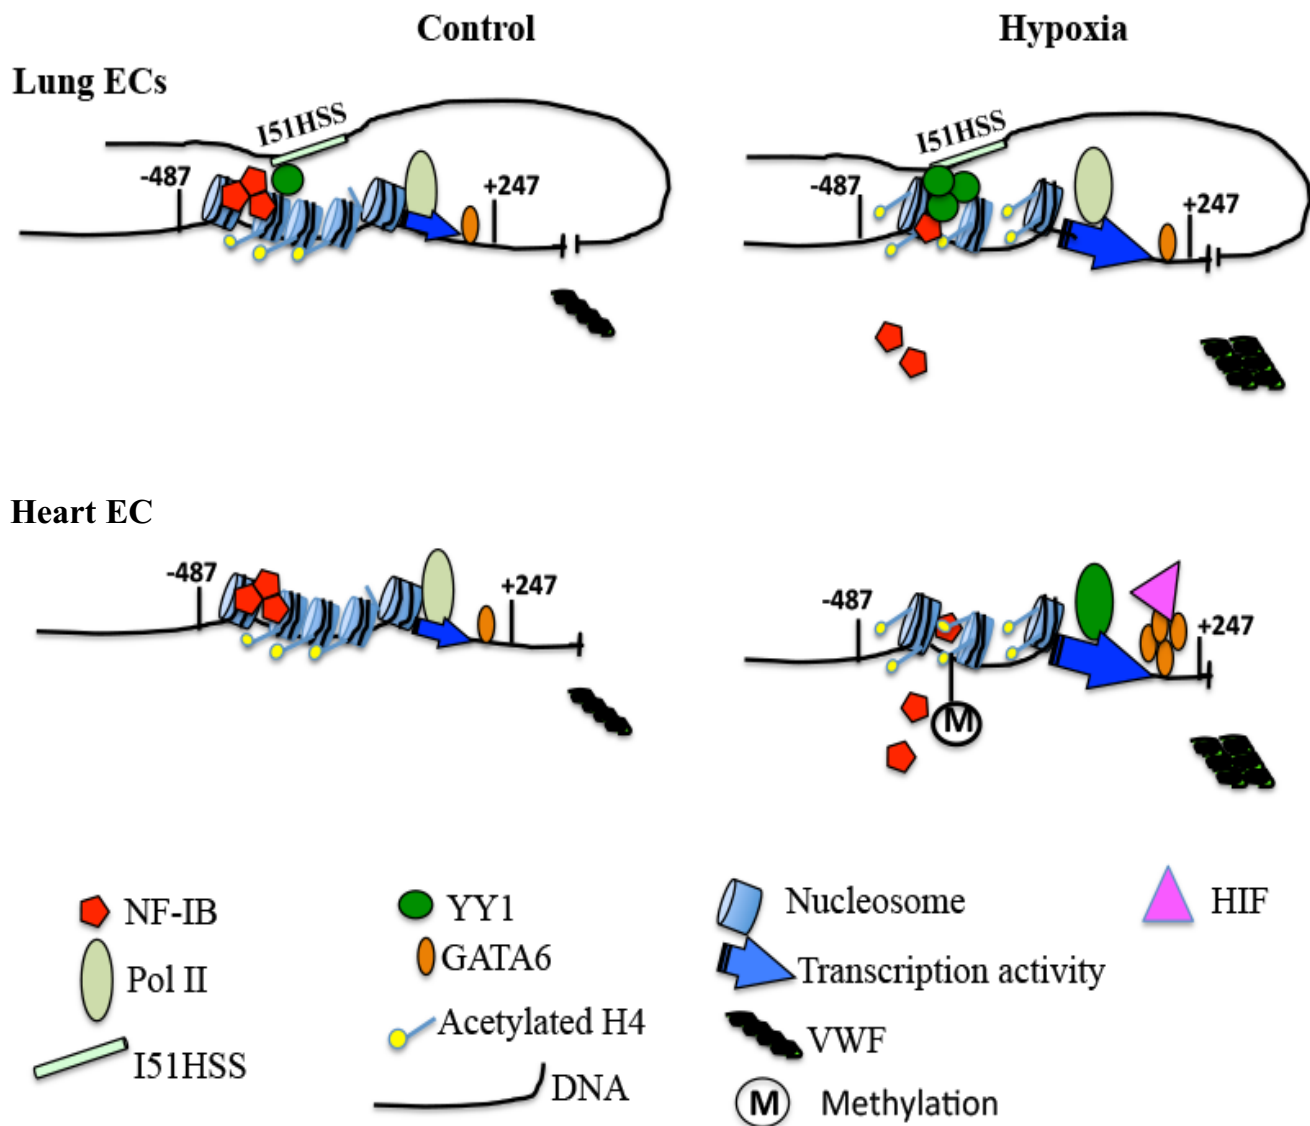 Control
Hypoxia
Lung ECs
I51HSS
-487
+247
I51HSS
-487
+247
Heart EC
-487
+247
-487
+247
M
NF-IB
YY1
Nucleosome
HIF
Pol II
GATA6
Transcription activity
Acetylated H4
VWF
I51HSS
DNA
M Methylation